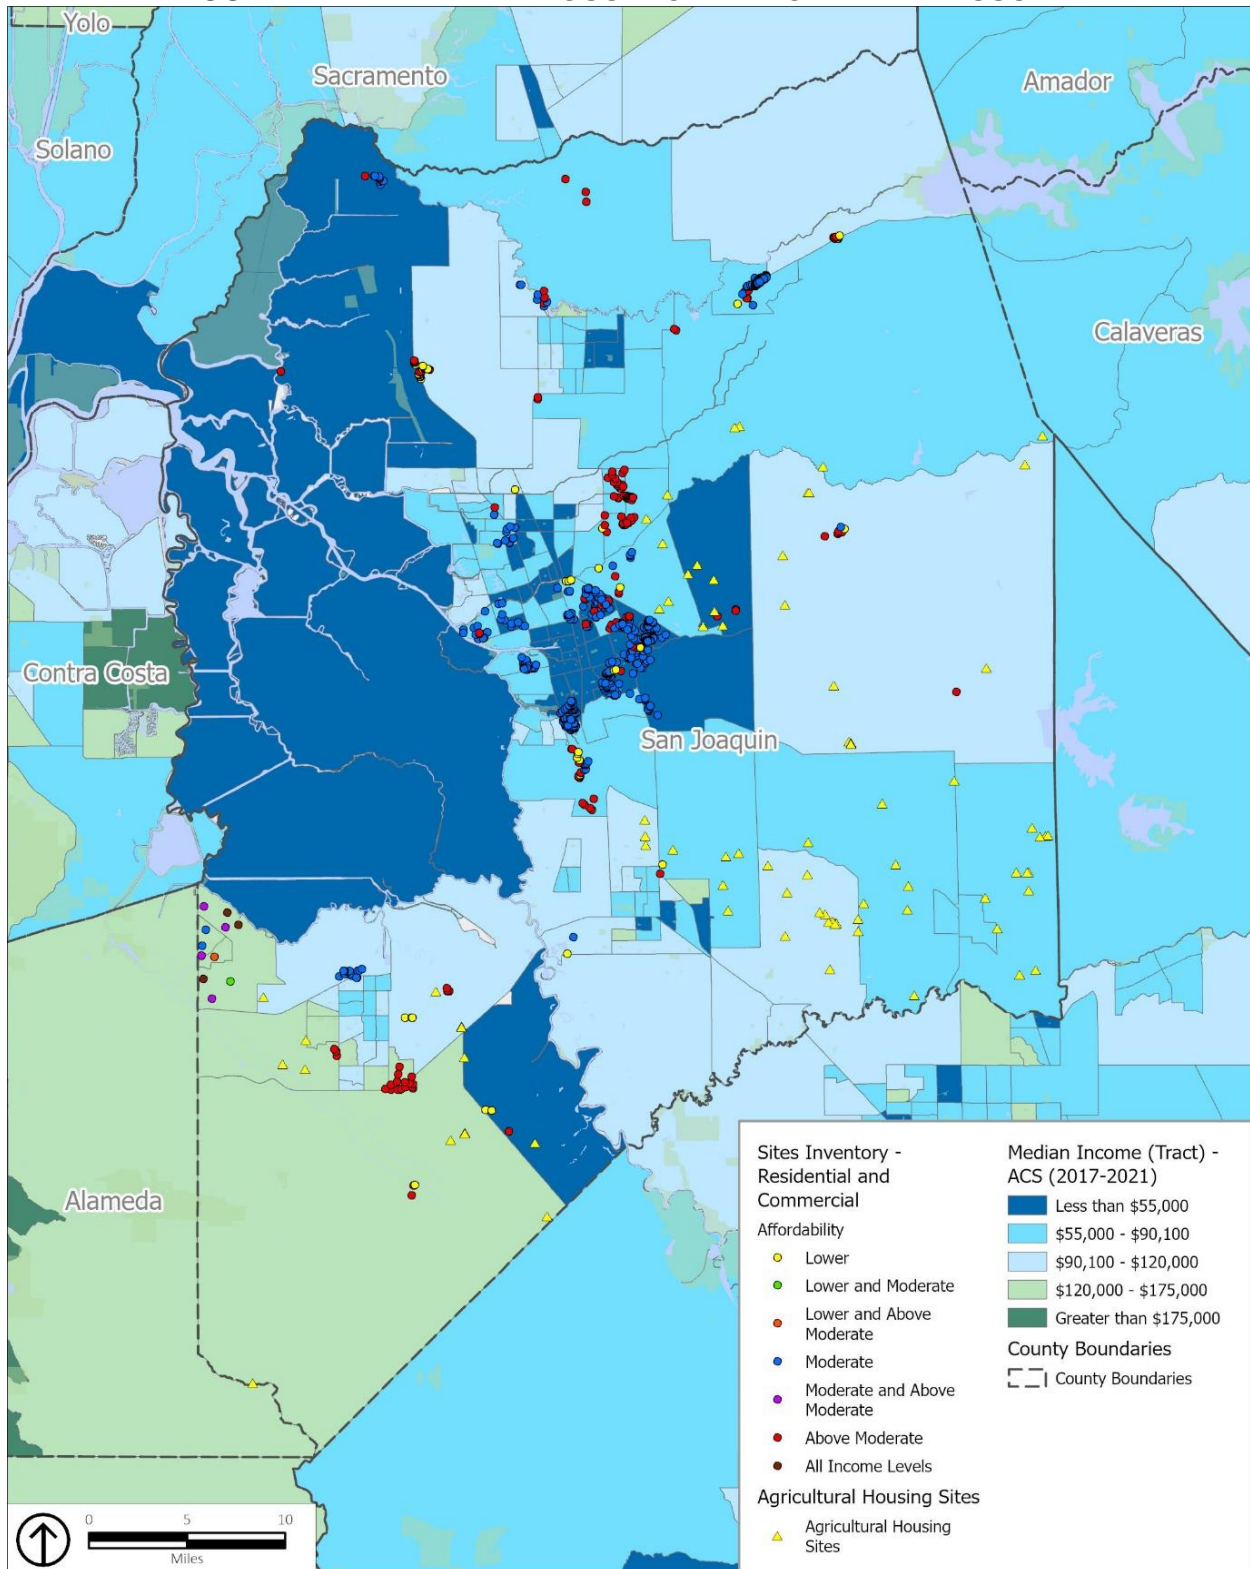 Yolo
Sacramento
Amador
Solano
Calaveras
Contra Costa
San Joaquin
Alameda
Sites Inventory -
Residential and
Commercial
Affordability
Lower
Lower and Moderate
Lower and Above
Moderate
Moderate
Moderate and Above
Moderate
Above Moderate
All Income Levels
Agricultural Housing Sites
Agricultural Housing
Sites
Median Income (Tract) -
ACS (2017-2021)
Less than $55,000
$55,000 - $90,100
$90,100 - $120,000
$120,000 - $175,000
Greater than $175,000
County Boundaries
County Boundaries
0 5 10
Miles